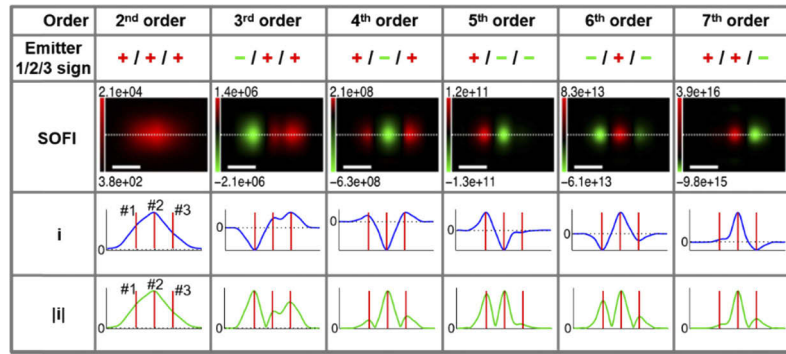 Order 2nd order 3rd order 4th order 5th order 6th order 7th order
Emitter 1/2/3 sign + / + / + − / + / + + / − / + + / − / − − / + / − + / + / −
2.1e+04 1.4e+06 2.1e+08 1.2e+11 8.3e+13 3.9e+16
SOFI
3.8e+02 −2.1e+06 −6.3e+08 −1.3e+11 −6.1e+13 −9.8e+15
#1 #2 #3
i
0 0 0 0 0 0
#1 #2 #3
|i|
0 0 0 0 0 0